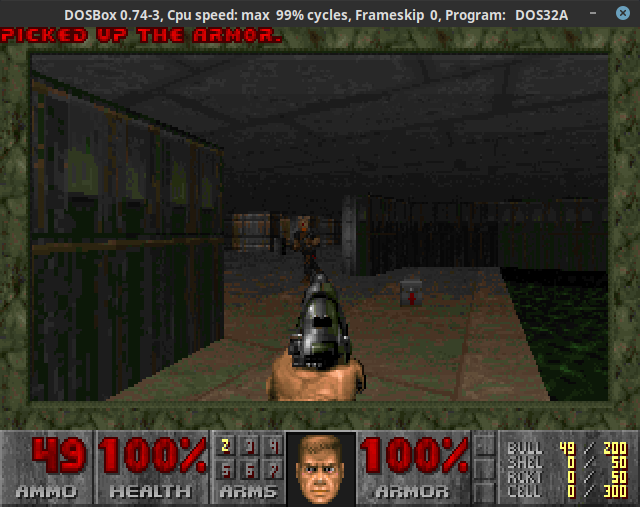 DOSBox 0.74-3, Cpu speed: max 99% cycles, Frameskip 0, Program: DOS32A
PICKED UP THE ARMOR.
49 100% 2 3 4 100% BULL 49 / 200
5 6 7 SHEL 0 / 50
RCKT 0 / 50
AMMO HEALTH ARMS ARMOR CELL 0 / 300